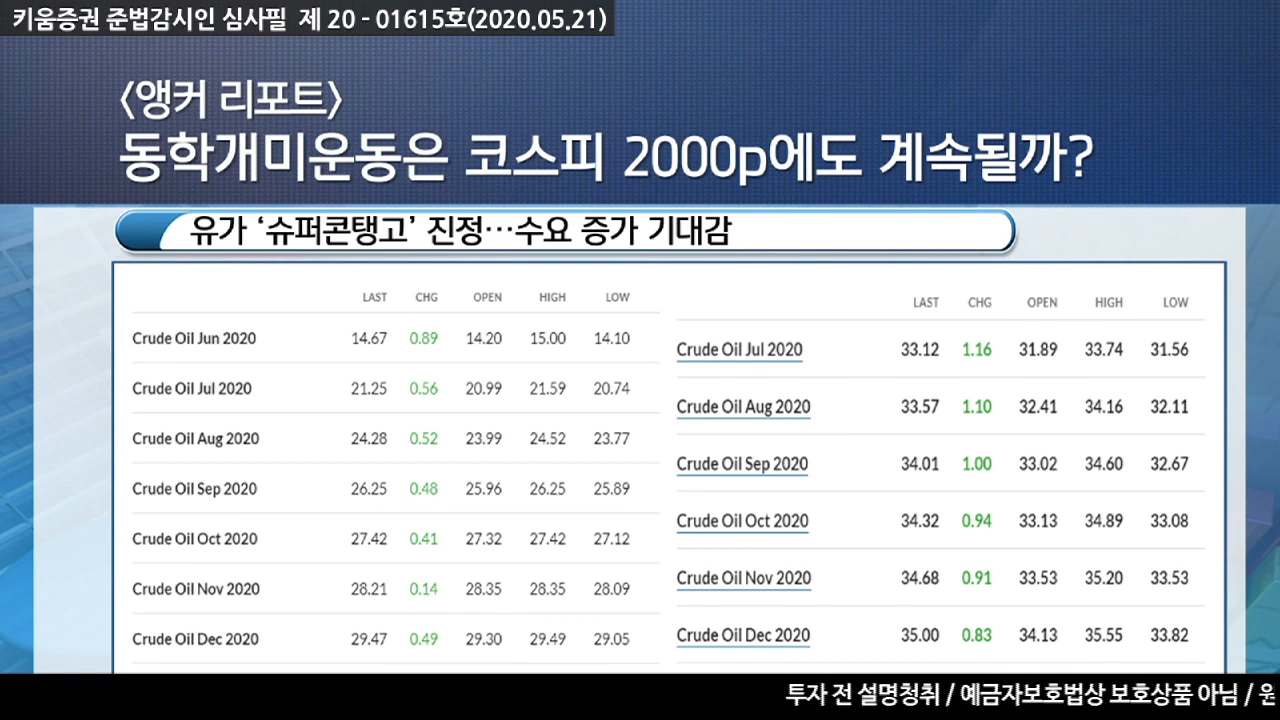 키움증권 준법감시인 심사필 제 20 - 01615호(2020.05.21)
<앵커 리포트>
동학개미운동은 코스피 2000p에도 계속될까?
유가 ‘슈퍼콘탱고’ 진정…수요 증가 기대감
LAST CHG OPEN HIGH LOW
Crude Oil Jun 2020 14.67 0.89 14.20 15.00 14.10
Crude Oil Jul 2020 21.25 0.56 20.99 21.59 20.74
Crude Oil Aug 2020 24.28 0.52 23.99 24.52 23.77
Crude Oil Sep 2020 26.25 0.48 25.96 26.25 25.89
Crude Oil Oct 2020 27.42 0.41 27.32 27.42 27.12
Crude Oil Nov 2020 28.21 0.14 28.35 28.35 28.09
Crude Oil Dec 2020 29.47 0.49 29.30 29.49 29.05
LAST CHG OPEN HIGH LOW
Crude Oil Jul 2020 33.12 1.16 31.89 33.74 31.56
Crude Oil Aug 2020 33.57 1.10 32.41 34.16 32.11
Crude Oil Sep 2020 34.01 1.00 33.02 34.60 32.67
Crude Oil Oct 2020 34.32 0.94 33.13 34.89 33.08
Crude Oil Nov 2020 34.68 0.91 33.53 35.20 33.53
Crude Oil Dec 2020 35.00 0.83 34.13 35.55 33.82
투자 전 설명청취 / 예금자보호법상 보호상품 아님 / 원